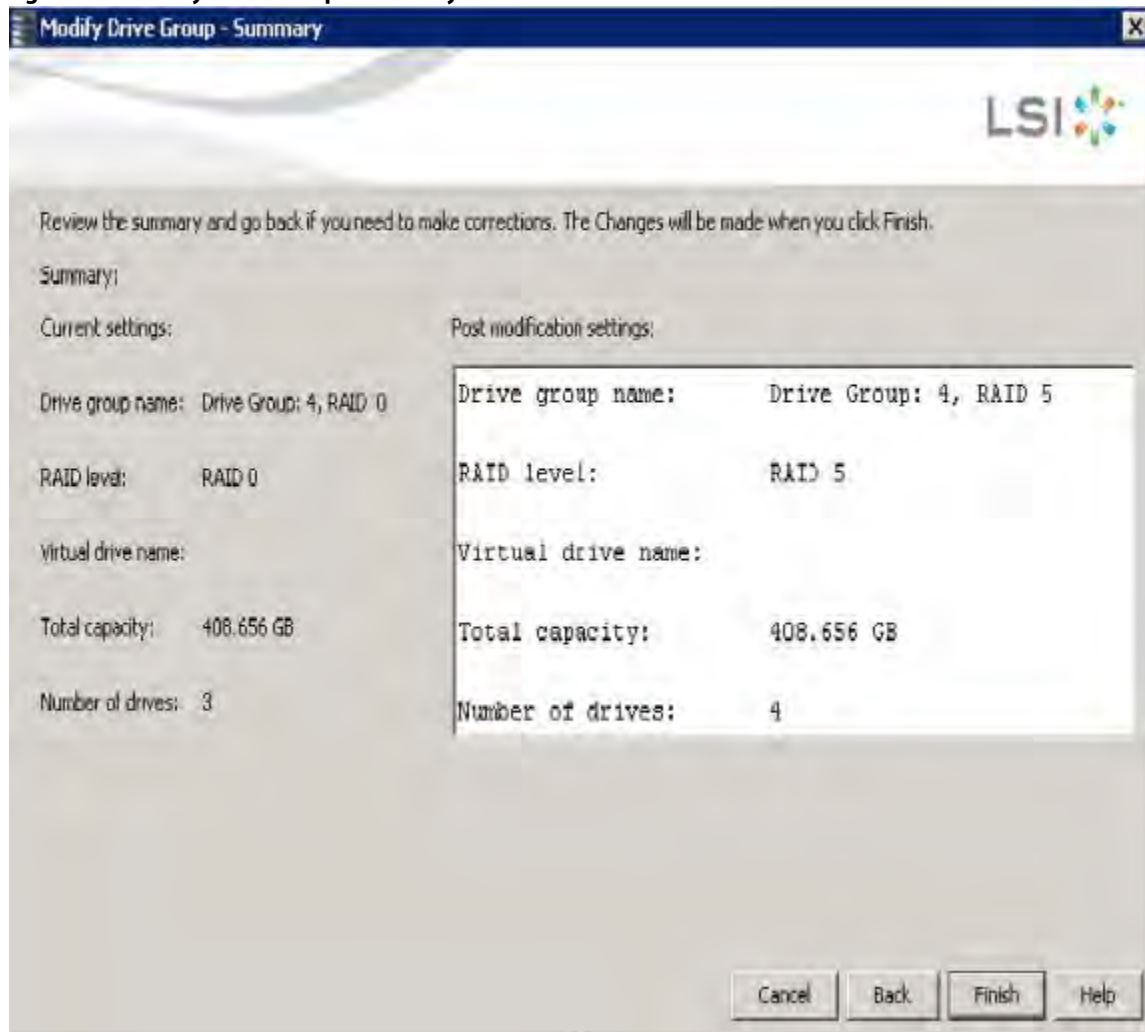 Modify Drive Group - Summary
LSI
Review the summary and go back if you need to make corrections. The Changes will be made when you click Finish.
Summary:
Current settings:
Post modification settings:
Drive group name: Drive Group: 4, RAID 0
RAID level: RAID 0
Virtual drive name:
Total capacity: 408.656 GB
Number of drives: 3
Drive group name: Drive Group: 4, RAID 5
RAID level: RAID 5
Virtual drive name:
Total capacity: 408.656 GB
Number of drives: 4
Cancel Back Finish Help